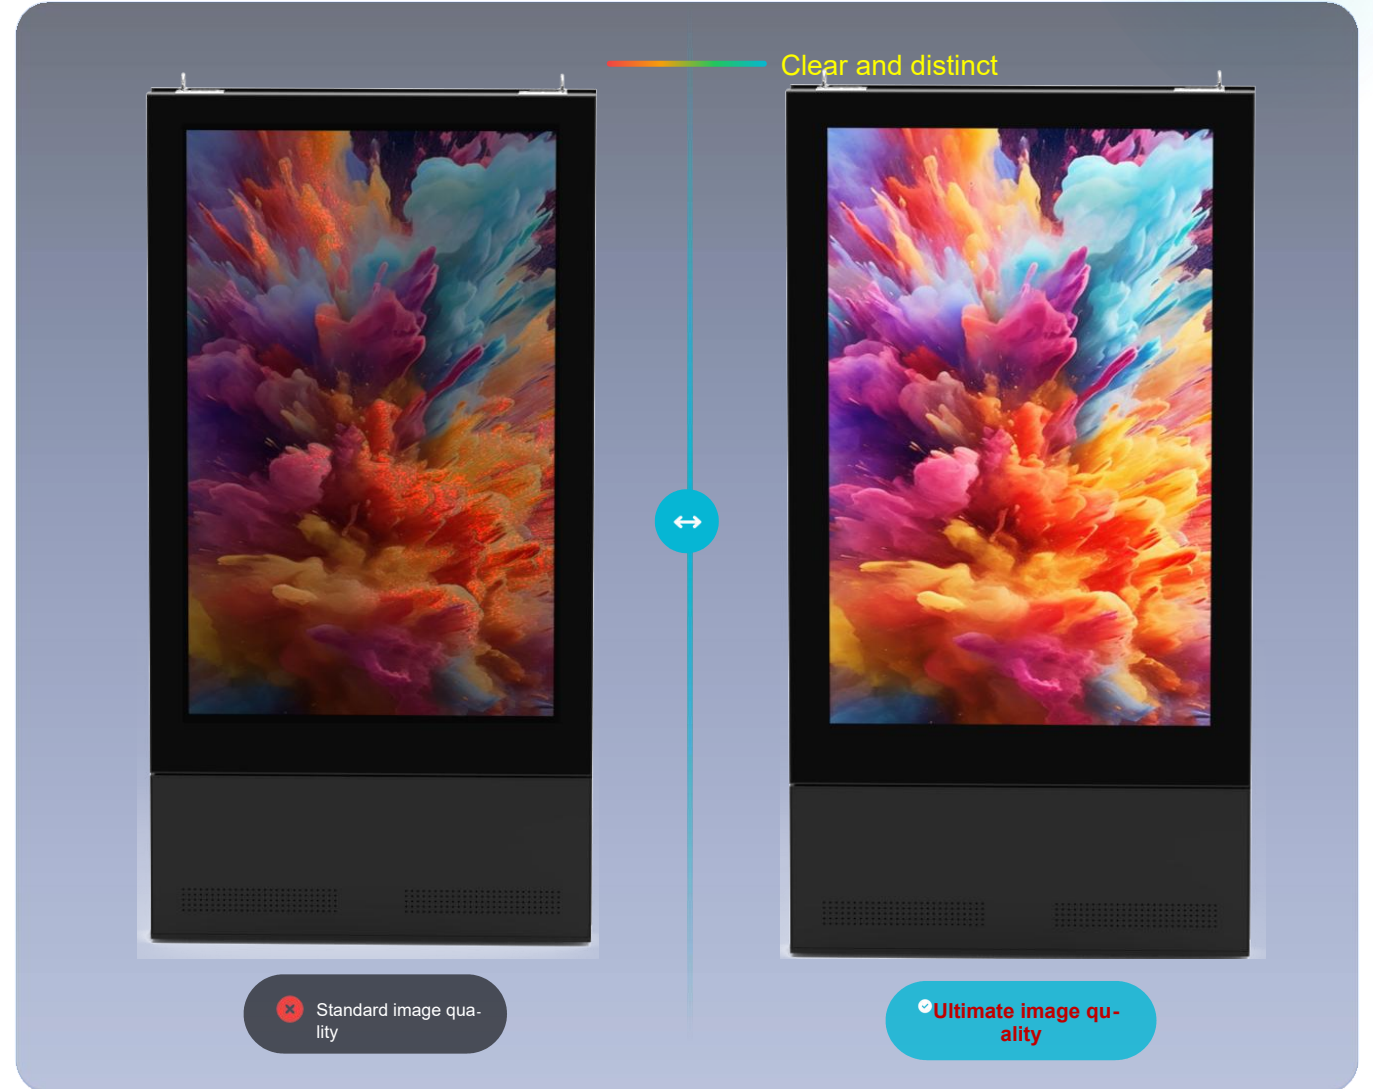 Clear and distinct
Standard image qua-
lity
Ultimate image qu-
ality